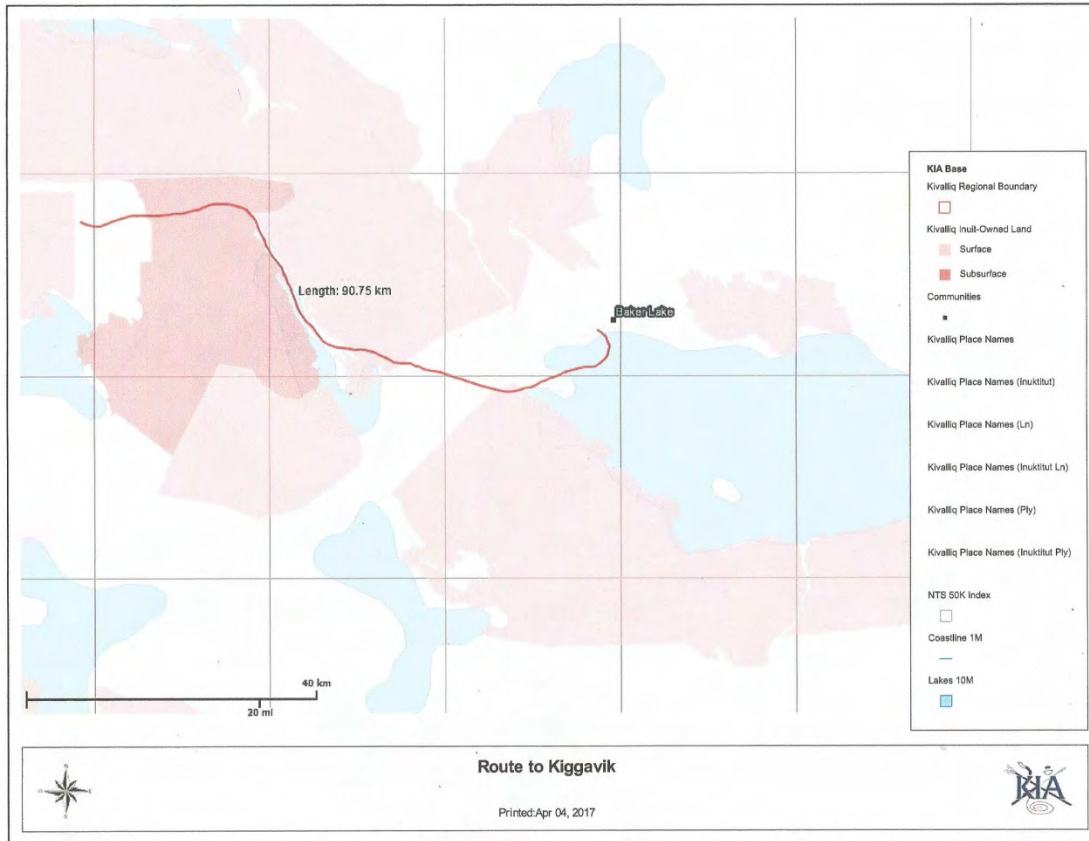 Length: 90.75 km
Baker Lake
40 km
20 mi
KIA Base
Kivalliq Regional Boundary
Kivalliq Inuit-Owned Land
Surface
Subsurface
Communities
Kivalliq Place Names
Kivalliq Place Names (Inuktitut)
Kivalliq Place Names (Ln)
Kivalliq Place Names (Inuktitut Ln)
Kivalliq Place Names (Ply)
Kivalliq Place Names (Inuktitut Ply)
NTS 50K Index
Coastline 1M
Lakes 10M
Route to Kiggavik
Printed:Apr 04, 2017
N
W
E
S
KIA